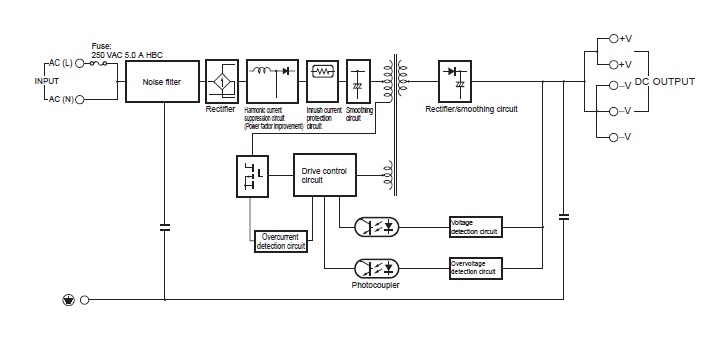 Fuse:
250 VAC 5.0 A HBC
AC (L)
INPUT
AC (N)
Noise filter
Rectifier
Harmonic current
suppression circuit
(Power factor improvement)
Inrush current
protection
circuit
Smoothing
circuit
Rectifier/smoothing circuit
+V
+V
–V
–V
–V
DC OUTPUT
Drive control
circuit
Overcurrent
detection circuit
Voltage
detection circuit
Overvoltage
detection circuit
Photocoupler